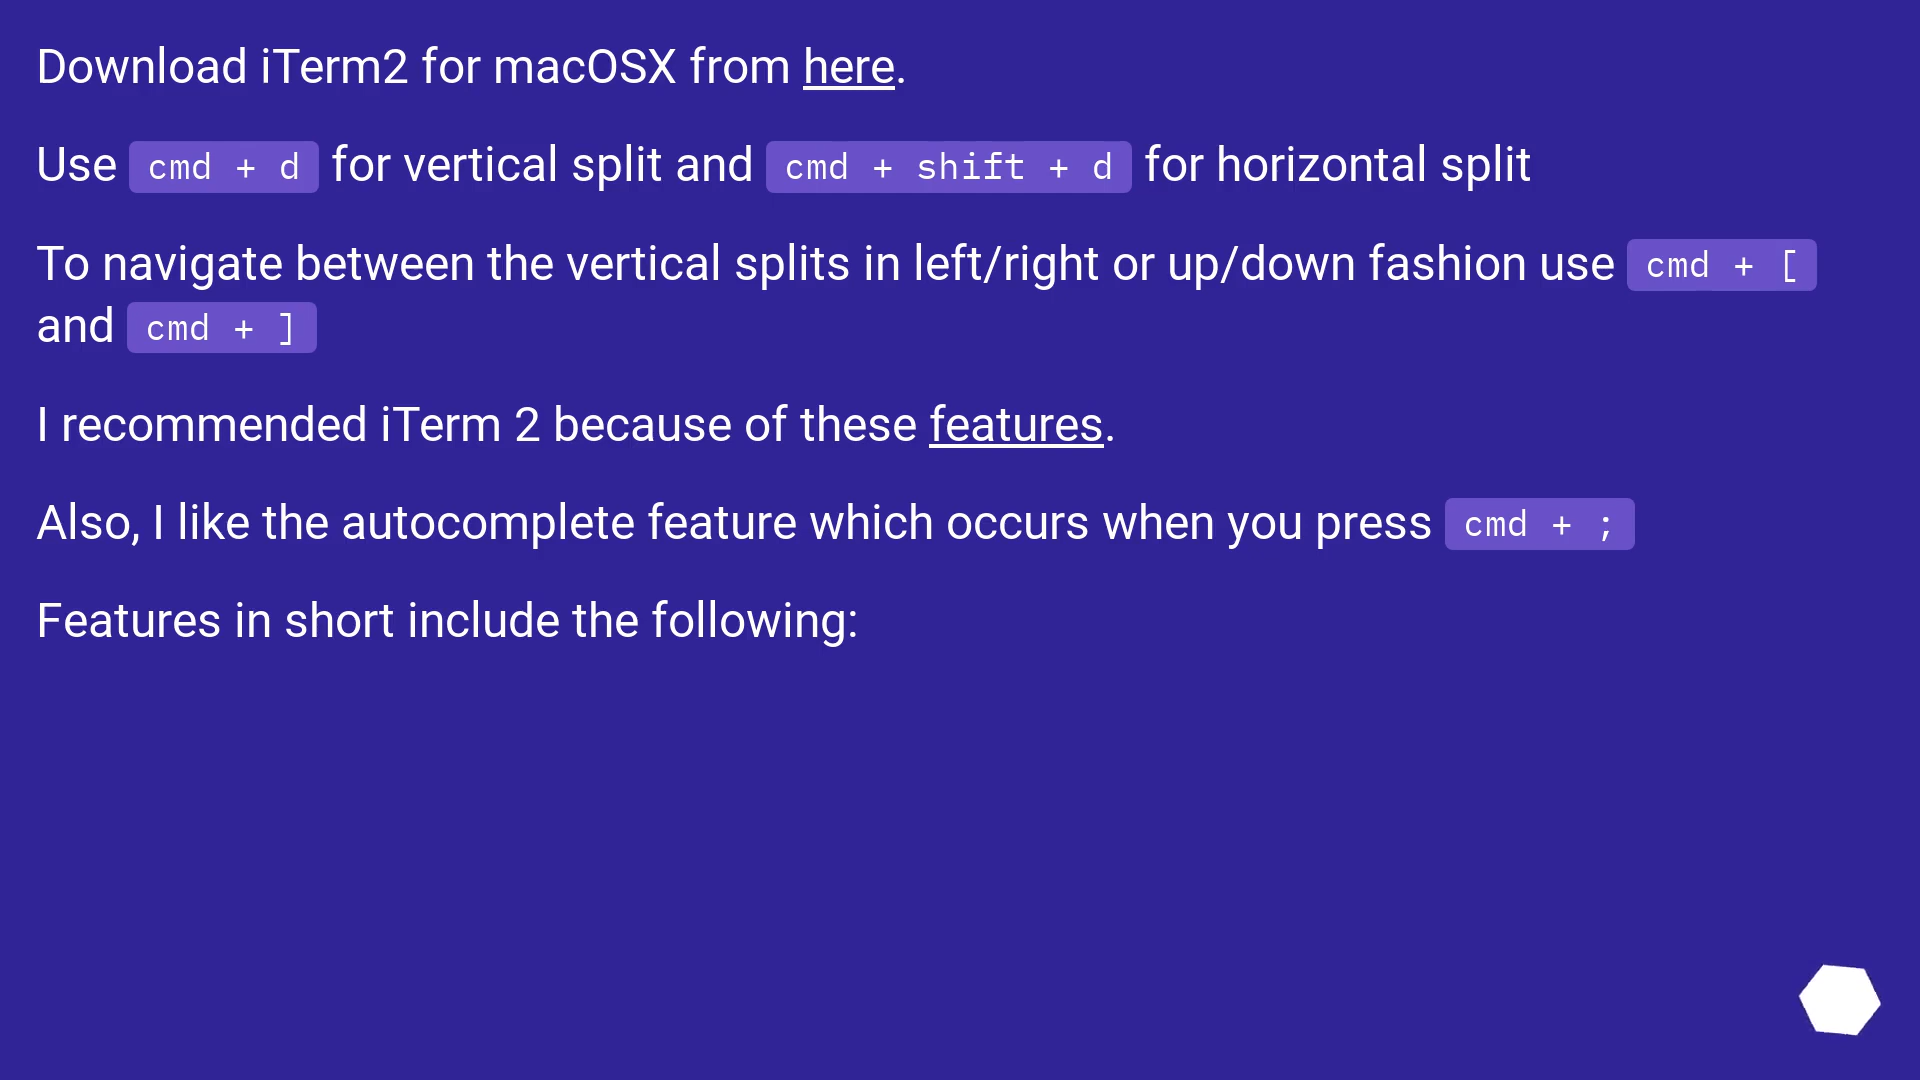 Download iTerm2 for macOSX from here.
Use cmd + d for vertical split and cmd + shift + d for horizontal split
To navigate between the vertical splits in left/right or up/down fashion use cmd + [
and cmd + ]
I recommended iTerm 2 because of these features.
Also, I like the autocomplete feature which occurs when you press cmd + ;
Features in short include the following: